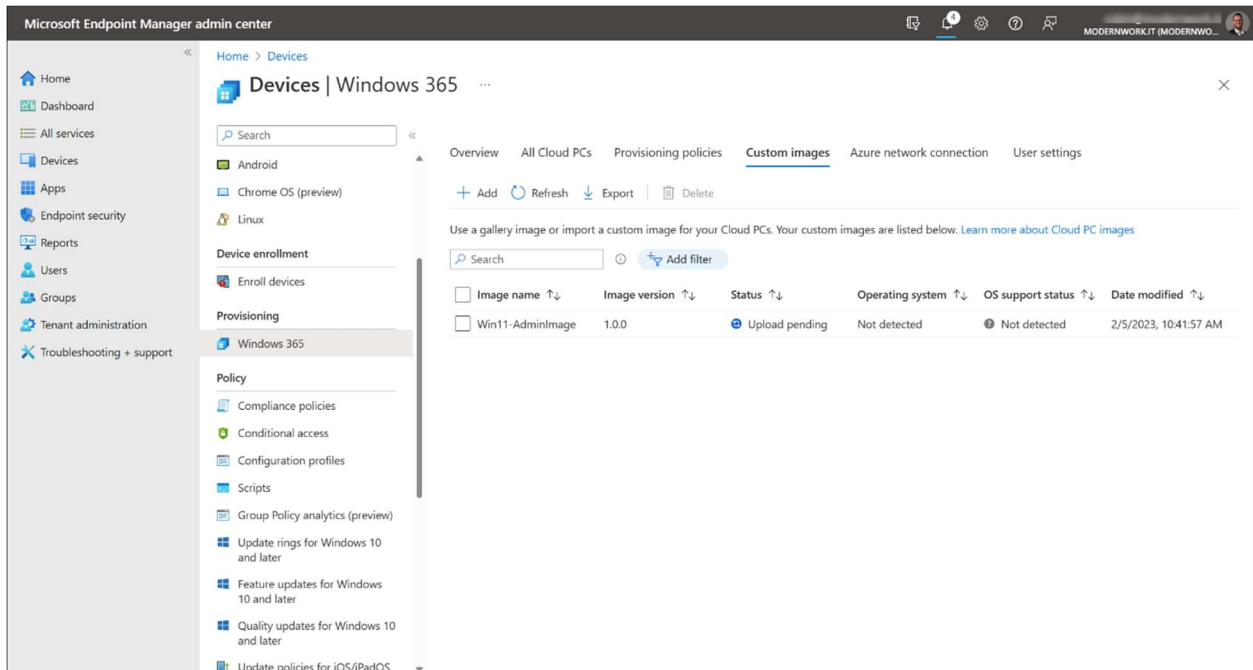 Microsoft Endpoint Manager admin center
4
MODERNWORK.IT (MODERNWO...
Home
Dashboard
All services
Devices
Apps
Endpoint security
Reports
Users
Groups
Tenant administration
Troubleshooting + support
Home > Devices
Devices | Windows 365 ...
Search
Android
Chrome OS (preview)
Linux
Device enrollment
Enroll devices
Provisioning
Windows 365
Policy
Compliance policies
Conditional access
Configuration profiles
Scripts
Group Policy analytics (preview)
Update rings for Windows 10
and later
Feature updates for Windows
10 and later
Quality updates for Windows 10
and later
Update policies for iOS/iPadOS
Overview All Cloud PCs Provisioning policies Custom images Azure network connection User settings
Add Refresh Export Delete
Use a gallery image or import a custom image for your Cloud PCs. Your custom images are listed below. Learn more about Cloud PC images
Search Add filter
Image name Image version Status Operating system OS support status Date modified
Win11-AdminImage 1.0.0 Upload pending Not detected Not detected 2/5/2023, 10:41:57 AM